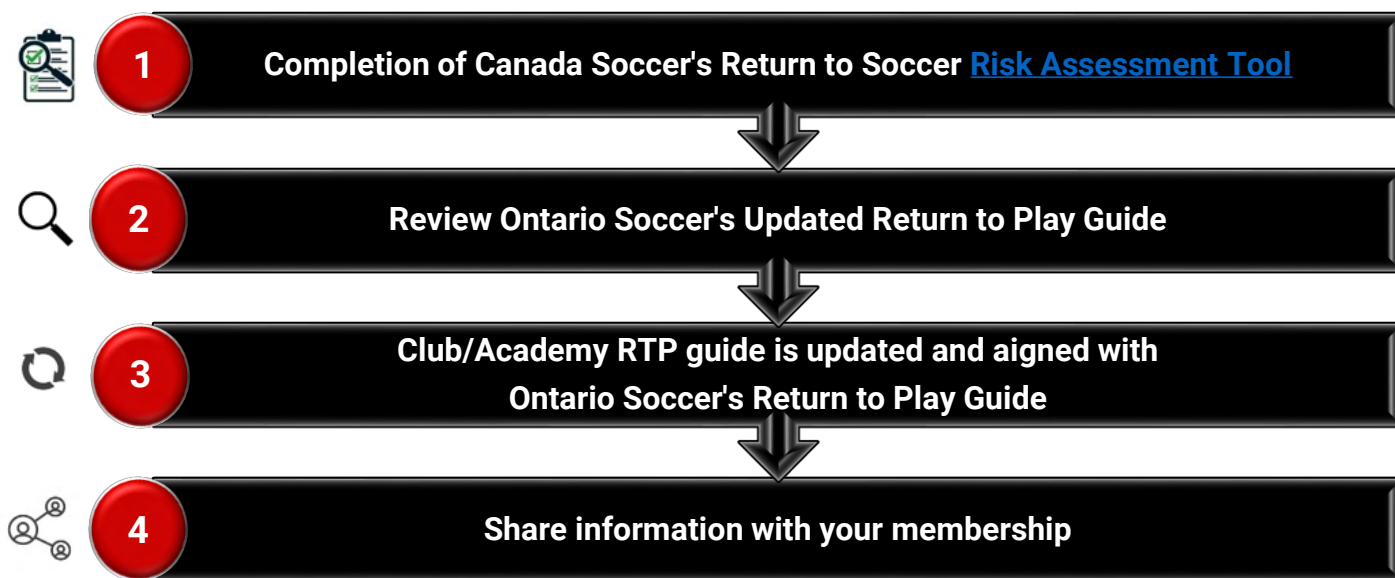 1
Completion of Canada Soccer's Return to Soccer Risk Assessment Tool
2
Review Ontario Soccer's Updated Return to Play Guide
3
Club/Academy RTP guide is updated and aigned with
Ontario Soccer's Return to Play Guide
4
Share information with your membership